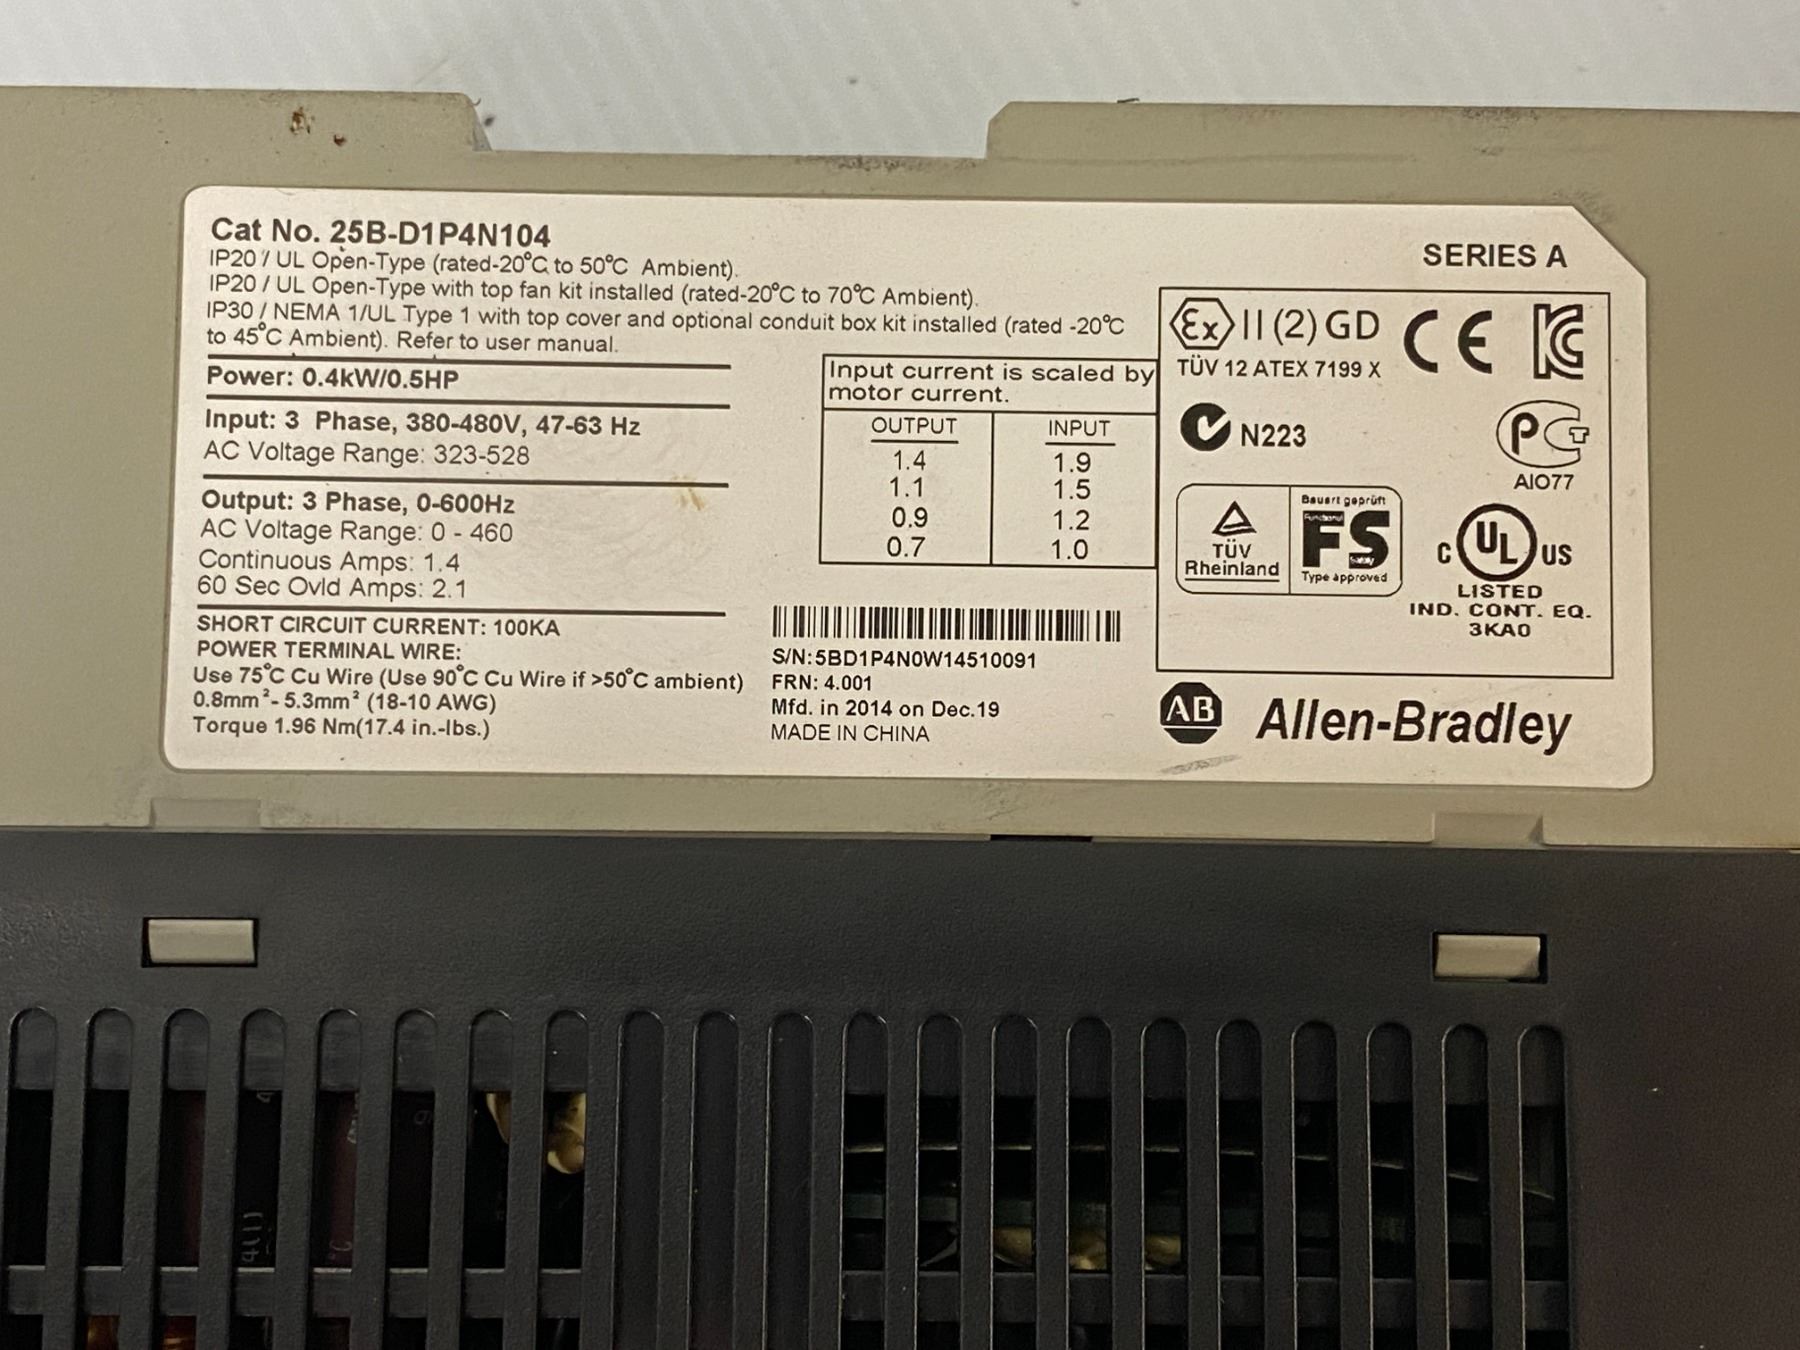 Cat No. 25B-D1P4N104
IP20 / UL Open-Type (rated-20°C to 50°C Ambient).
IP20 / UL Open-Type with top fan kit installed (rated-20°C to 70°C Ambient).
IP30 / NEMA 1/UL Type 1 with top cover and optional conduit box kit installed (rated -20°C
to 45°C Ambient). Refer to user manual.
Power: 0.4kW/0.5HP
Input: 3 Phase, 380-480V, 47-63 Hz
AC Voltage Range: 323-528
Output: 3 Phase, 0-600Hz
AC Voltage Range: 0 - 460
Continuous Amps: 1.4
60 Sec Ovld Amps: 2.1
SHORT CIRCUIT CURRENT: 100KA
POWER TERMINAL WIRE:
Use 75°C Cu Wire (Use 90°C Cu Wire if >50°C ambient)
0.8mm²- 5.3mm² (18-10 AWG)
Torque 1.96 Nm(17.4 in.-lbs.)
Input current is scaled by
motor current.
OUTPUT INPUT
1.4 1.9
1.1 1.5
0.9 1.2
0.7 1.0
S/N:5BD1P4N0W14510091
FRN: 4.001
Mfd. in 2014 on Dec.19
MADE IN CHINA
SERIES A
Ex II (2) GD CE
TÜV 12 ATEX 7199 X
N223
AIO77
TÜV
Rheinland
Bauart geprüft
Functional
FS
Safety
Type approved
C UL US
LISTED
IND. CONT. EQ.
3KA0
AB Allen-Bradley